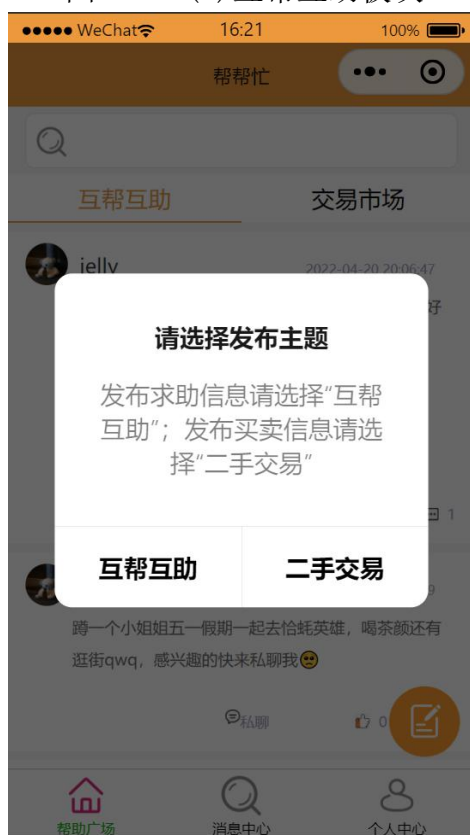 WeChat 16:21 100%
帮帮忙
互帮互助 交易市场
jelly 2022-04-20 20:06:47
好
请选择发布主题
发布求助信息请选择“互帮
互助”；发布买卖信息请选
择“二手交易”
1
互帮互助 二手交易
9
蹲一个小姐姐五一假期一起去恰蚝英雄，喝茶颜还有
逛街qwq，感兴趣的快来私聊我
私聊 0
帮助广场 消息中心 个人中心